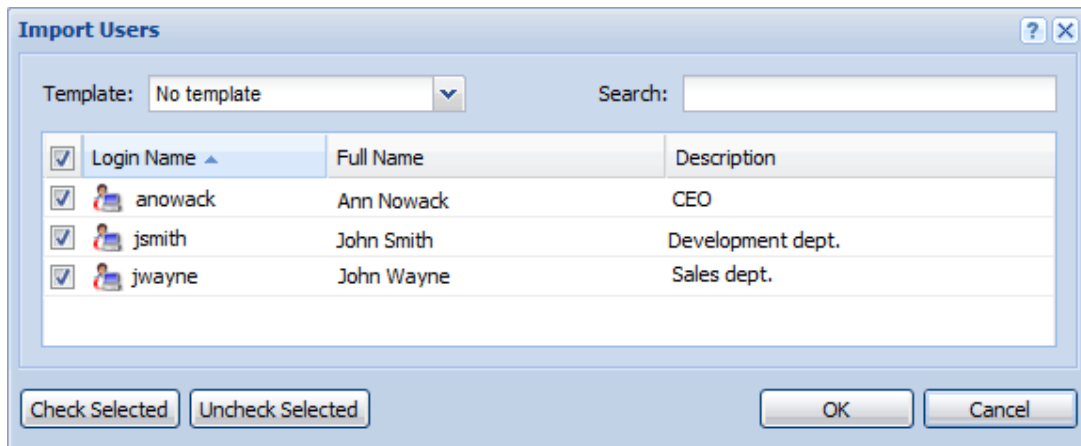 Import Users
Template: No template Search:
Login Name Full Name Description
anowack Ann Nowack CEO
jsmith John Smith Development dept.
jwayne John Wayne Sales dept.
Check Selected Uncheck Selected OK Cancel